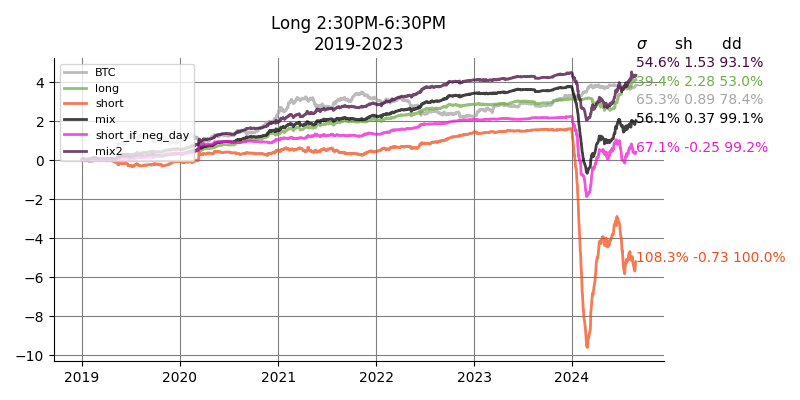 Long 2:30PM-6:30PM
2019-2023
σ sh dd
54.6% 1.53 93.1%
39.4% 2.28 53.0%
65.3% 0.89 78.4%
56.1% 0.37 99.1%
67.1% -0.25 99.2%
108.3% -0.73 100.0%
BTC
long
short
mix
short_if_neg_day
mix2
4
2
0
−2
−4
−6
−8
−10
2019 2020 2021 2022 2023 2024